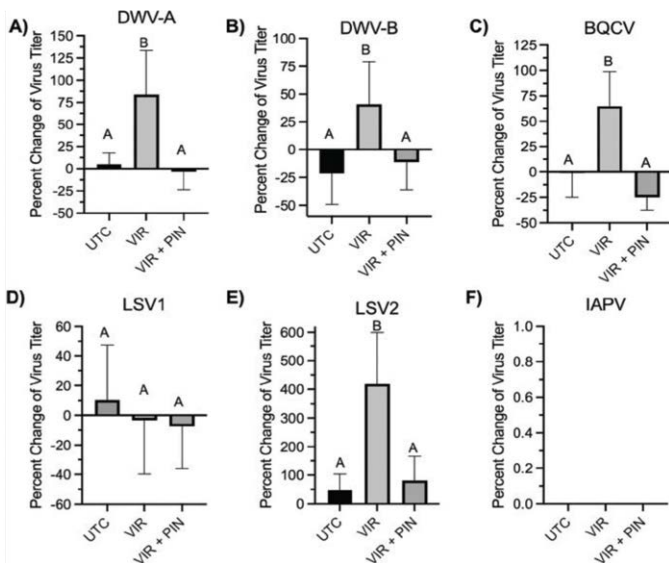 A)
DWV-A
Percent Change of Virus Titer
150
125
100
75
50
25
0
-25
-50
A
B
A
UTC
VIR
VIR + PIN
B)
DWV-B
Percent Change of Virus Titer
100
75
50
25
0
-25
-50
A
B
A
UTC
VIR
VIR + PIN
C)
BQCV
Percent Change of Virus Titer
125
100
75
50
25
0
-25
-50
A
B
A
UTC
VIR
VIR + PIN
D)
LSV1
Percent Change of Virus Titer
60
40
20
0
-20
-40
-60
A
A
A
UTC
VIR
VIR + PIN
E)
LSV2
Percent Change of Virus Titer
600
500
400
300
200
100
0
A
B
A
UTC
VIR
VIR + PIN
F)
IAPV
Percent Change of Virus Titer
1.0
0.8
0.6
0.4
0.2
0.0
UTC
VIR
VIR + PIN